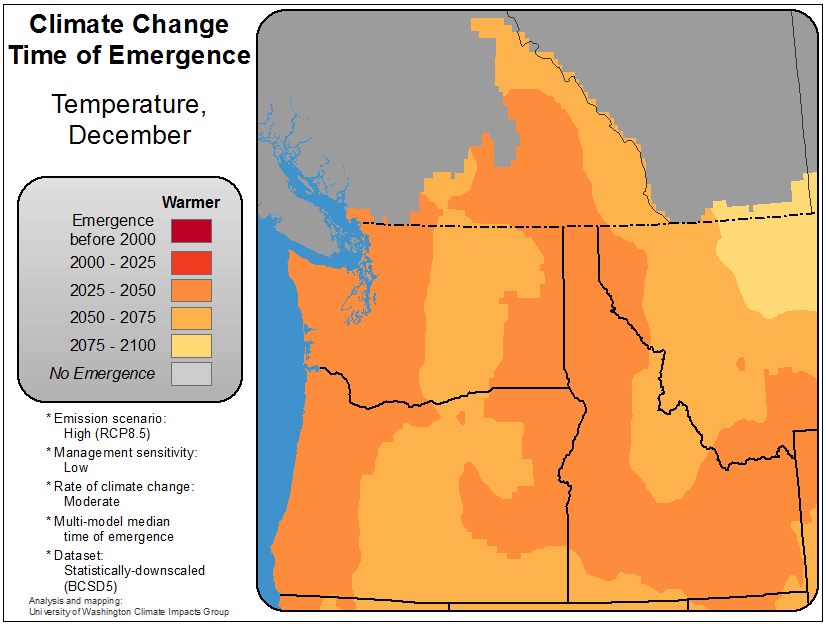 Climate Change
Time of Emergence
Temperature,
December
Warmer
Emergence
before 2000
2000 - 2025
2025 - 2050
2050 - 2075
2075 - 2100
No Emergence
* Emission scenario:
High (RCP8.5)
* Management sensitivity:
Low
* Rate of climate change:
Moderate
* Multi-model median
time of emergence
* Dataset:
Statistically-downscaled
(BCSD5)
Analysis and mapping:
University of Washington Climate Impacts Group